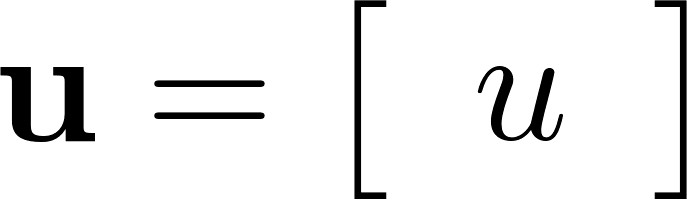 𝐮 = [ 𝑢 ]